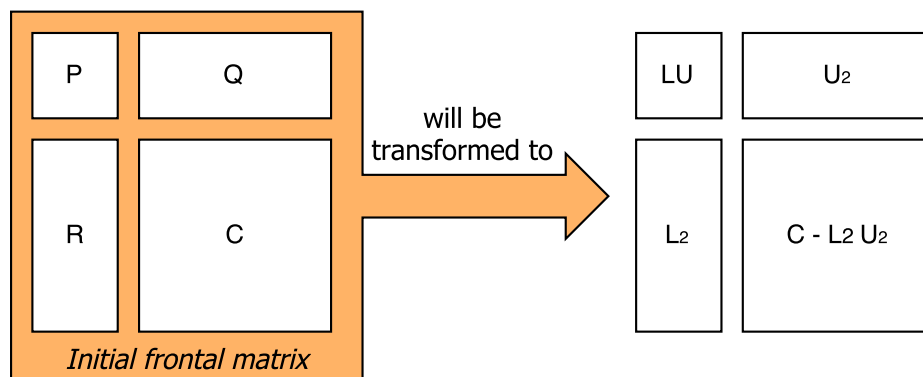 P
Q
R
C
Initial frontal matrix
will be
transformed to
LU
U2
L2
C - L2 U2